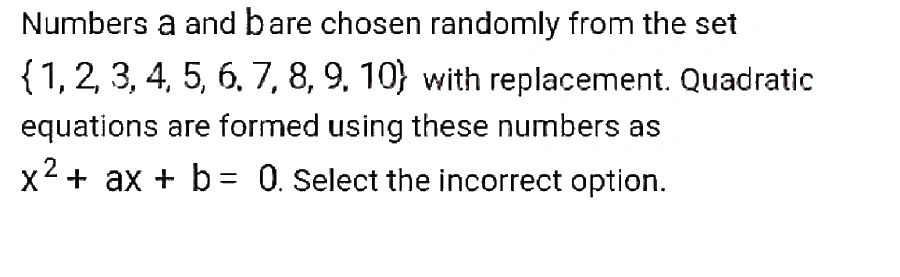 Numbers a and b are chosen randomly from the set
{1, 2, 3, 4, 5, 6, 7, 8, 9, 10} with replacement. Quadratic
equations are formed using these numbers as
x² + ax + b = 0. Select the incorrect option.